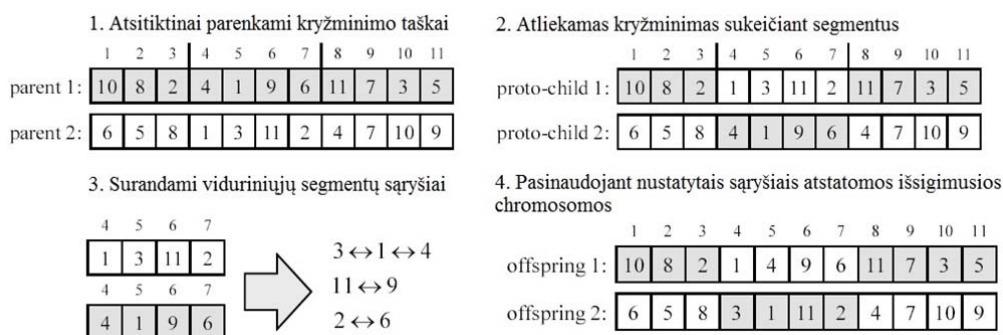 1. Atsitiktinai parenkami kryžminimo taškai
1 2 3 4 5 6 7 8 9 10 11
parent 1: 10 8 2 4 1 9 6 11 7 3 5
parent 2: 6 5 8 1 3 11 2 4 7 10 9
2. Atliekamas kryžminimas sukeičiant segmentus
1 2 3 4 5 6 7 8 9 10 11
proto-child 1: 10 8 2 1 3 11 2 11 7 3 5
proto-child 2: 6 5 8 4 1 9 6 4 7 10 9
3. Surandami viduriniųjų segmentų sąryšiai
4 5 6 7
1 3 11 2
4 5 6 7
4 1 9 6
3 ↔ 1 ↔ 4
11 ↔ 9
2 ↔ 6
4. Pasinaudojant nustatytais sąryšiais atstatomos išsigimusios
chromosomos
1 2 3 4 5 6 7 8 9 10 11
offspring 1: 10 8 2 1 4 9 6 11 7 3 5
offspring 2: 6 5 8 3 1 11 2 4 7 10 9